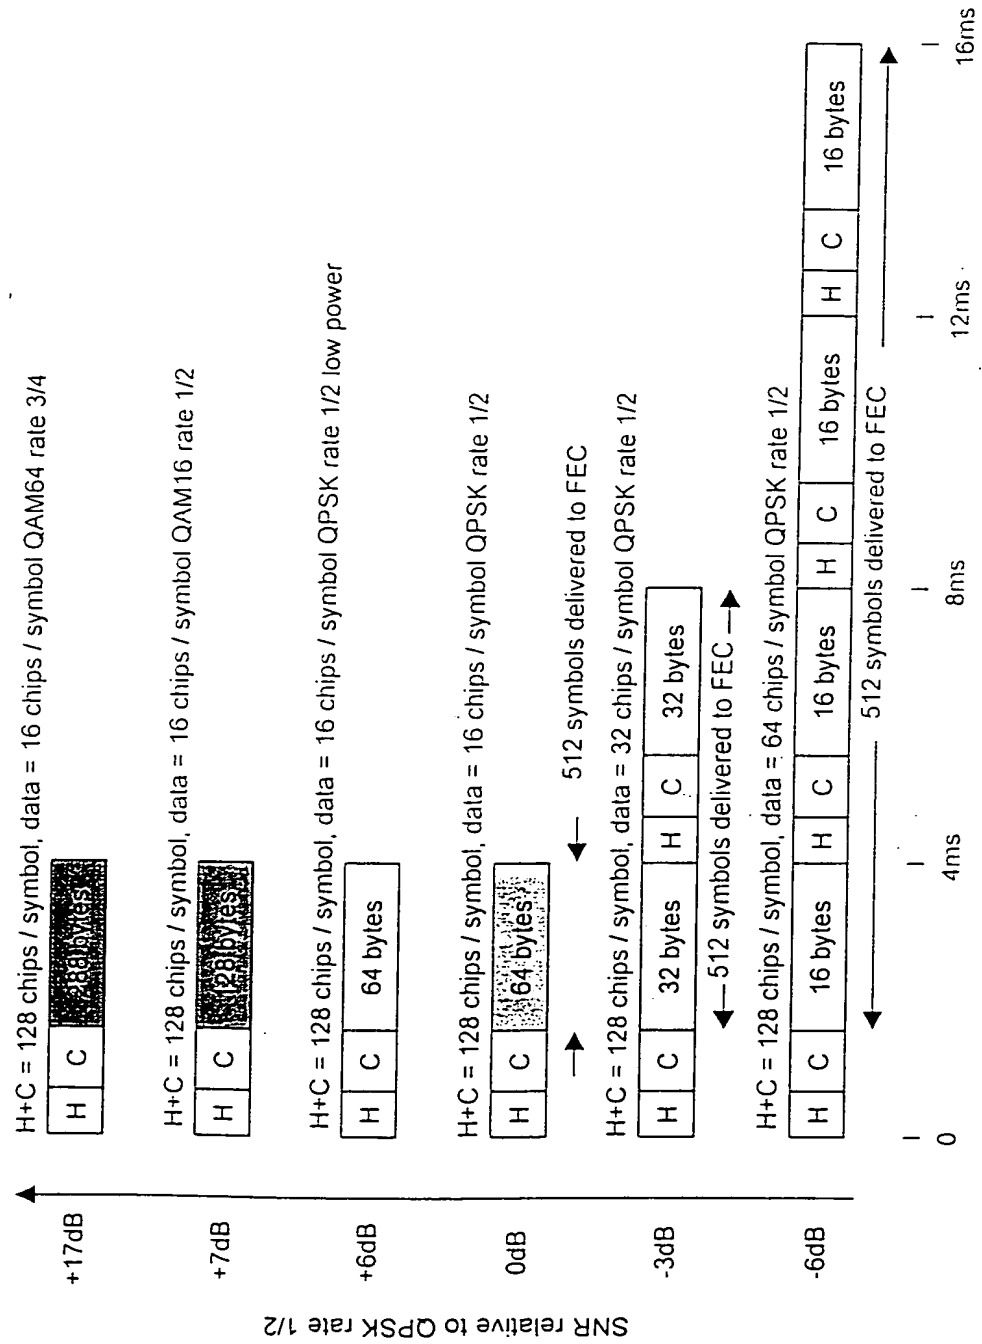 SNR relative to QPSK rate 1/2
+17dB
H+C = 128 chips / symbol, data = 16 chips / symbol QAM64 rate 3/4
H C 288 bytes
+7dB
H+C = 128 chips / symbol, data = 16 chips / symbol QAM16 rate 1/2
H C 128 bytes
+6dB
H+C = 128 chips / symbol, data = 16 chips / symbol QPSK rate 1/2 low power
H C 64 bytes
0dB
H+C = 128 chips / symbol, data = 16 chips / symbol QPSK rate 1/2
H C 64 bytes
512 symbols delivered to FEC
-3dB
H+C = 128 chips / symbol, data = 32 chips / symbol QPSK rate 1/2
H C 32 bytes H C 32 bytes
512 symbols delivered to FEC
-6dB
H+C = 128 chips / symbol, data = 64 chips / symbol QPSK rate 1/2
H C 16 bytes H C 16 bytes H C 16 bytes H C 16 bytes
512 symbols delivered to FEC
0 4ms 8ms 12ms 16ms